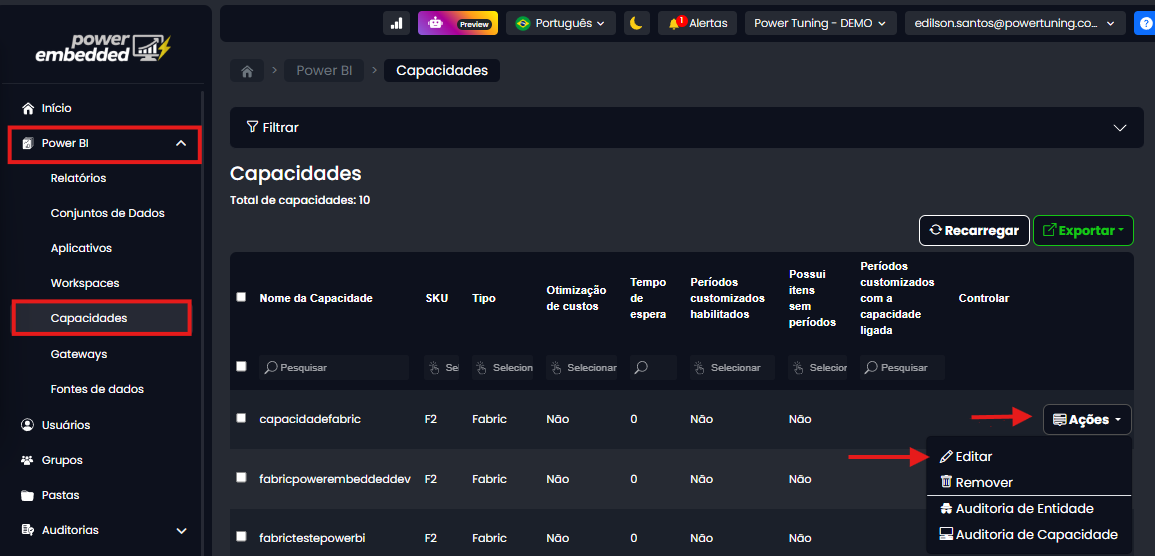 power
embedded
Preview
Português
1
Alertas
Power Tuning - DEMO
edilson.santos@powertuning.co...
?
Início
Power BI
Relatórios
Conjuntos de Dados
Aplicativos
Workspaces
Capacidades
Gateways
Fontes de dados
Usuários
Grupos
Pastas
Auditorias
> Power BI > Capacidades
Filtrar
Capacidades
Total de capacidades: 10
Recarregar
Exportar
Nome da Capacidade
SKU
Tipo
Otimização
de custos
Tempo
de
espera
Períodos
customizados
habilitados
Possui
itens
sem
períodos
Períodos
customizados
com a
capacidade
ligada
Controlar
Pesquisar Sel Selecion Selecionar Selecionar Selecior Pesquisar
capacidadefabric F2 Fabric Não 0 Não Não
Ações
Editar
Remover
Auditoria de Entidade
Auditoria de Capacidade
fabricpowerembeddeddev F2 Fabric Não 0 Não Não
fabrictestepowerbi F2 Fabric Não 0 Não Não